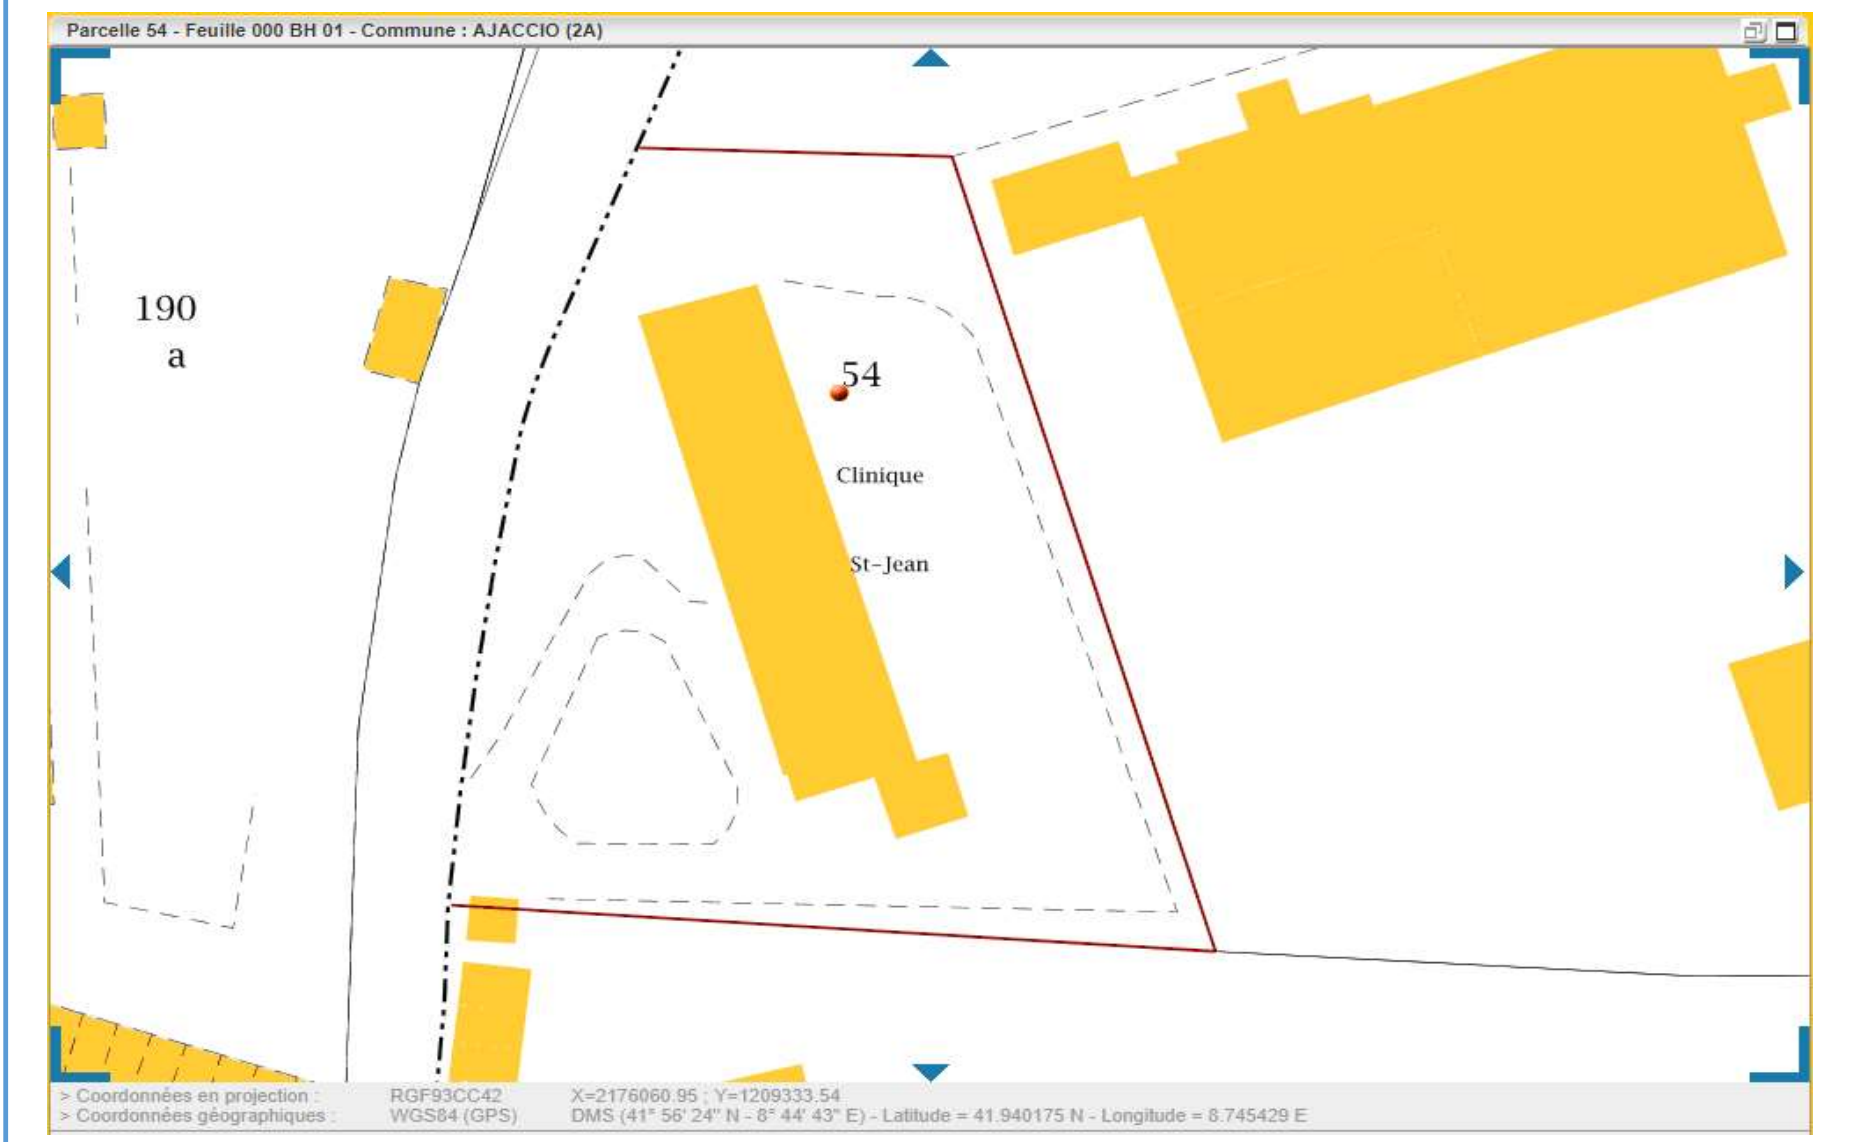 Parcelle 54 - Feuille 000 BH 01 - Commune : AJACCIO (2A)
190
a
54
Clinique
St-Jean
> Coordonnées en projection : RGF93CC42 X=2176060.95 ; Y=1209333.54
> Coordonnées géographiques : WGS84 (GPS) DMS (41° 56' 24" N - 8° 44' 43" E) - Latitude = 41.940175 N - Longitude = 8.745429 E